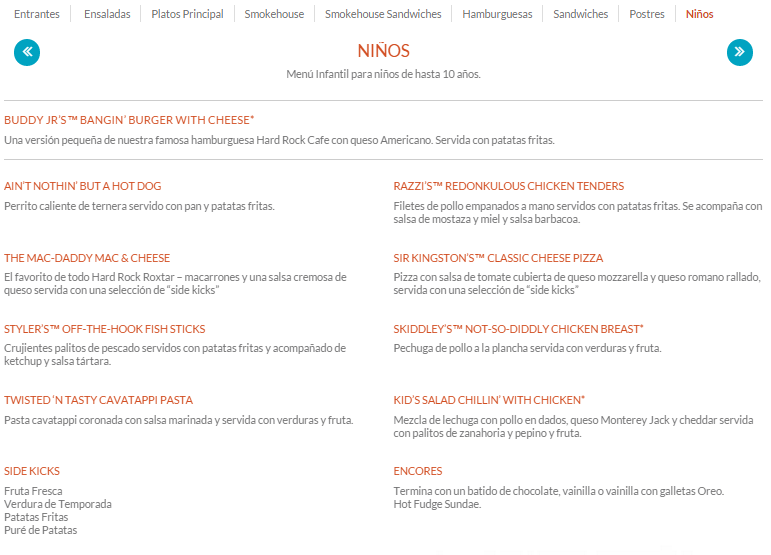 Entrantes
Ensaladas
Platos Principal
Smokehouse
Smokehouse Sandwiches
Hamburguesas
Sandwiches
Postres
Niños
NIÑOS
Menú Infantil para niños de hasta 10 años.
BUDDY JR'S™ BANGIN' BURGER WITH CHEESE*
Una versión pequeña de nuestra famosa hamburguesa Hard Rock Cafe con queso Americano. Servida con patatas fritas.
AIN'T NOTHIN' BUT A HOT DOG
Perrito caliente de ternera servido con pan y patatas fritas.
RAZZI'S™ REDONKULOUS CHICKEN TENDERS
Filetes de pollo empanados a mano servidos con patatas fritas. Se acompaña con
salsa de mostaza y miel y salsa barbacoa.
THE MAC-DADDY MAC & CHEESE
El favorito de todo Hard Rock Roxtar – macarrones y una salsa cremosa de
queso servida con una selección de "side kicks"
SIR KINGSTON'S™ CLASSIC CHEESE PIZZA
Pizza con salsa de tomate cubierta de queso mozzarella y queso romano rallado,
servida con una selección de "side kicks"
STYLER'S™ OFF-THE-HOOK FISH STICKS
Crujientes palitos de pescado servidos con patatas fritas y acompañado de
ketchup y salsa tártara.
SKIDDLEY'S™ NOT-SO-DIDDLY CHICKEN BREAST*
Pechuga de pollo a la plancha servida con verduras y fruta.
TWISTED 'N TASTY CAVATAPPI PASTA
Pasta cavatappi coronada con salsa marinada y servida con verduras y fruta.
KID'S SALAD CHILLIN' WITH CHICKEN*
Mezcla de lechuga con pollo en dados, queso Monterey Jack y cheddar servida
con palitos de zanahoria y pepino y fruta.
SIDE KICKS
Fruta Fresca
Verdura de Temporada
Patatas Fritas
Puré de Patatas
ENCORES
Termina con un batido de chocolate, vainilla o vainilla con galletas Oreo.
Hot Fudge Sundae.